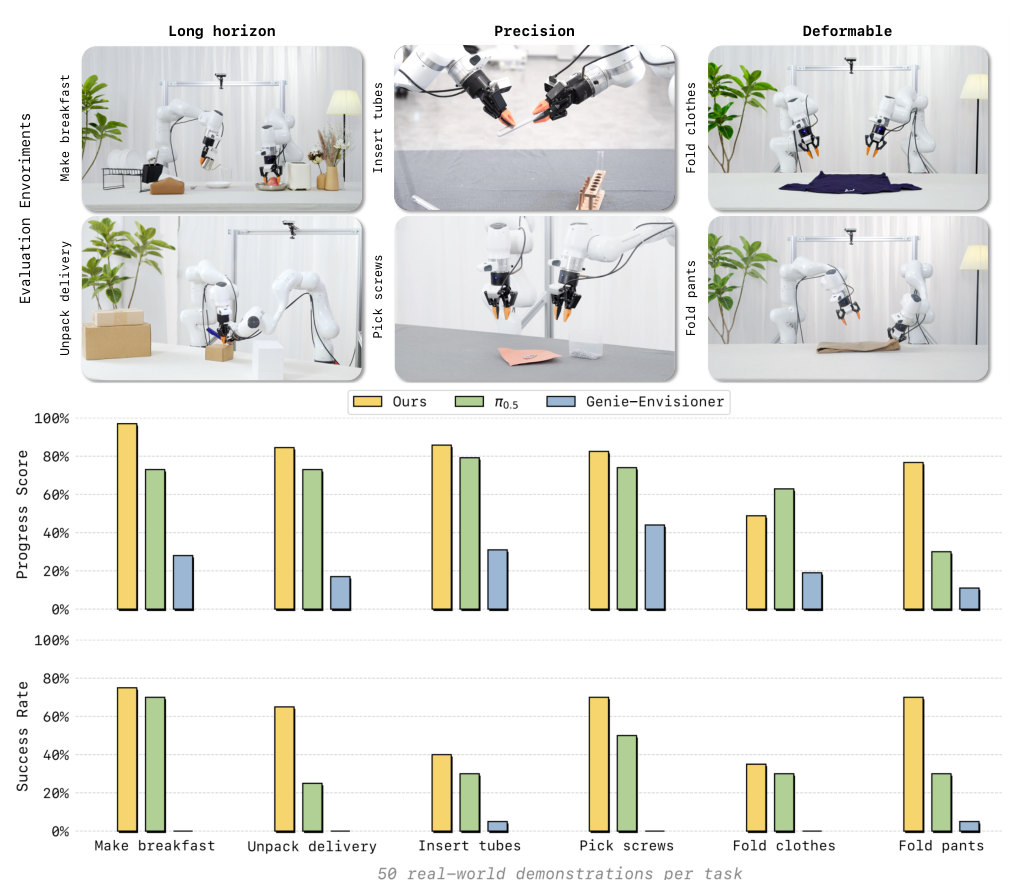 Long horizon
Precision
Deformable
Evaluation Envoriments
Make breakfast
Insert tubes
Fold clothes
Unpack delivery
Pick screws
Fold pants
Ours
π0.5
Genie-Envisioner
Progress Score
100%
80%
60%
40%
20%
0%
Success Rate
100%
80%
60%
40%
20%
0%
Make breakfast
Unpack delivery
Insert tubes
Pick screws
Fold clothes
Fold pants
50 real-world demonstrations per task